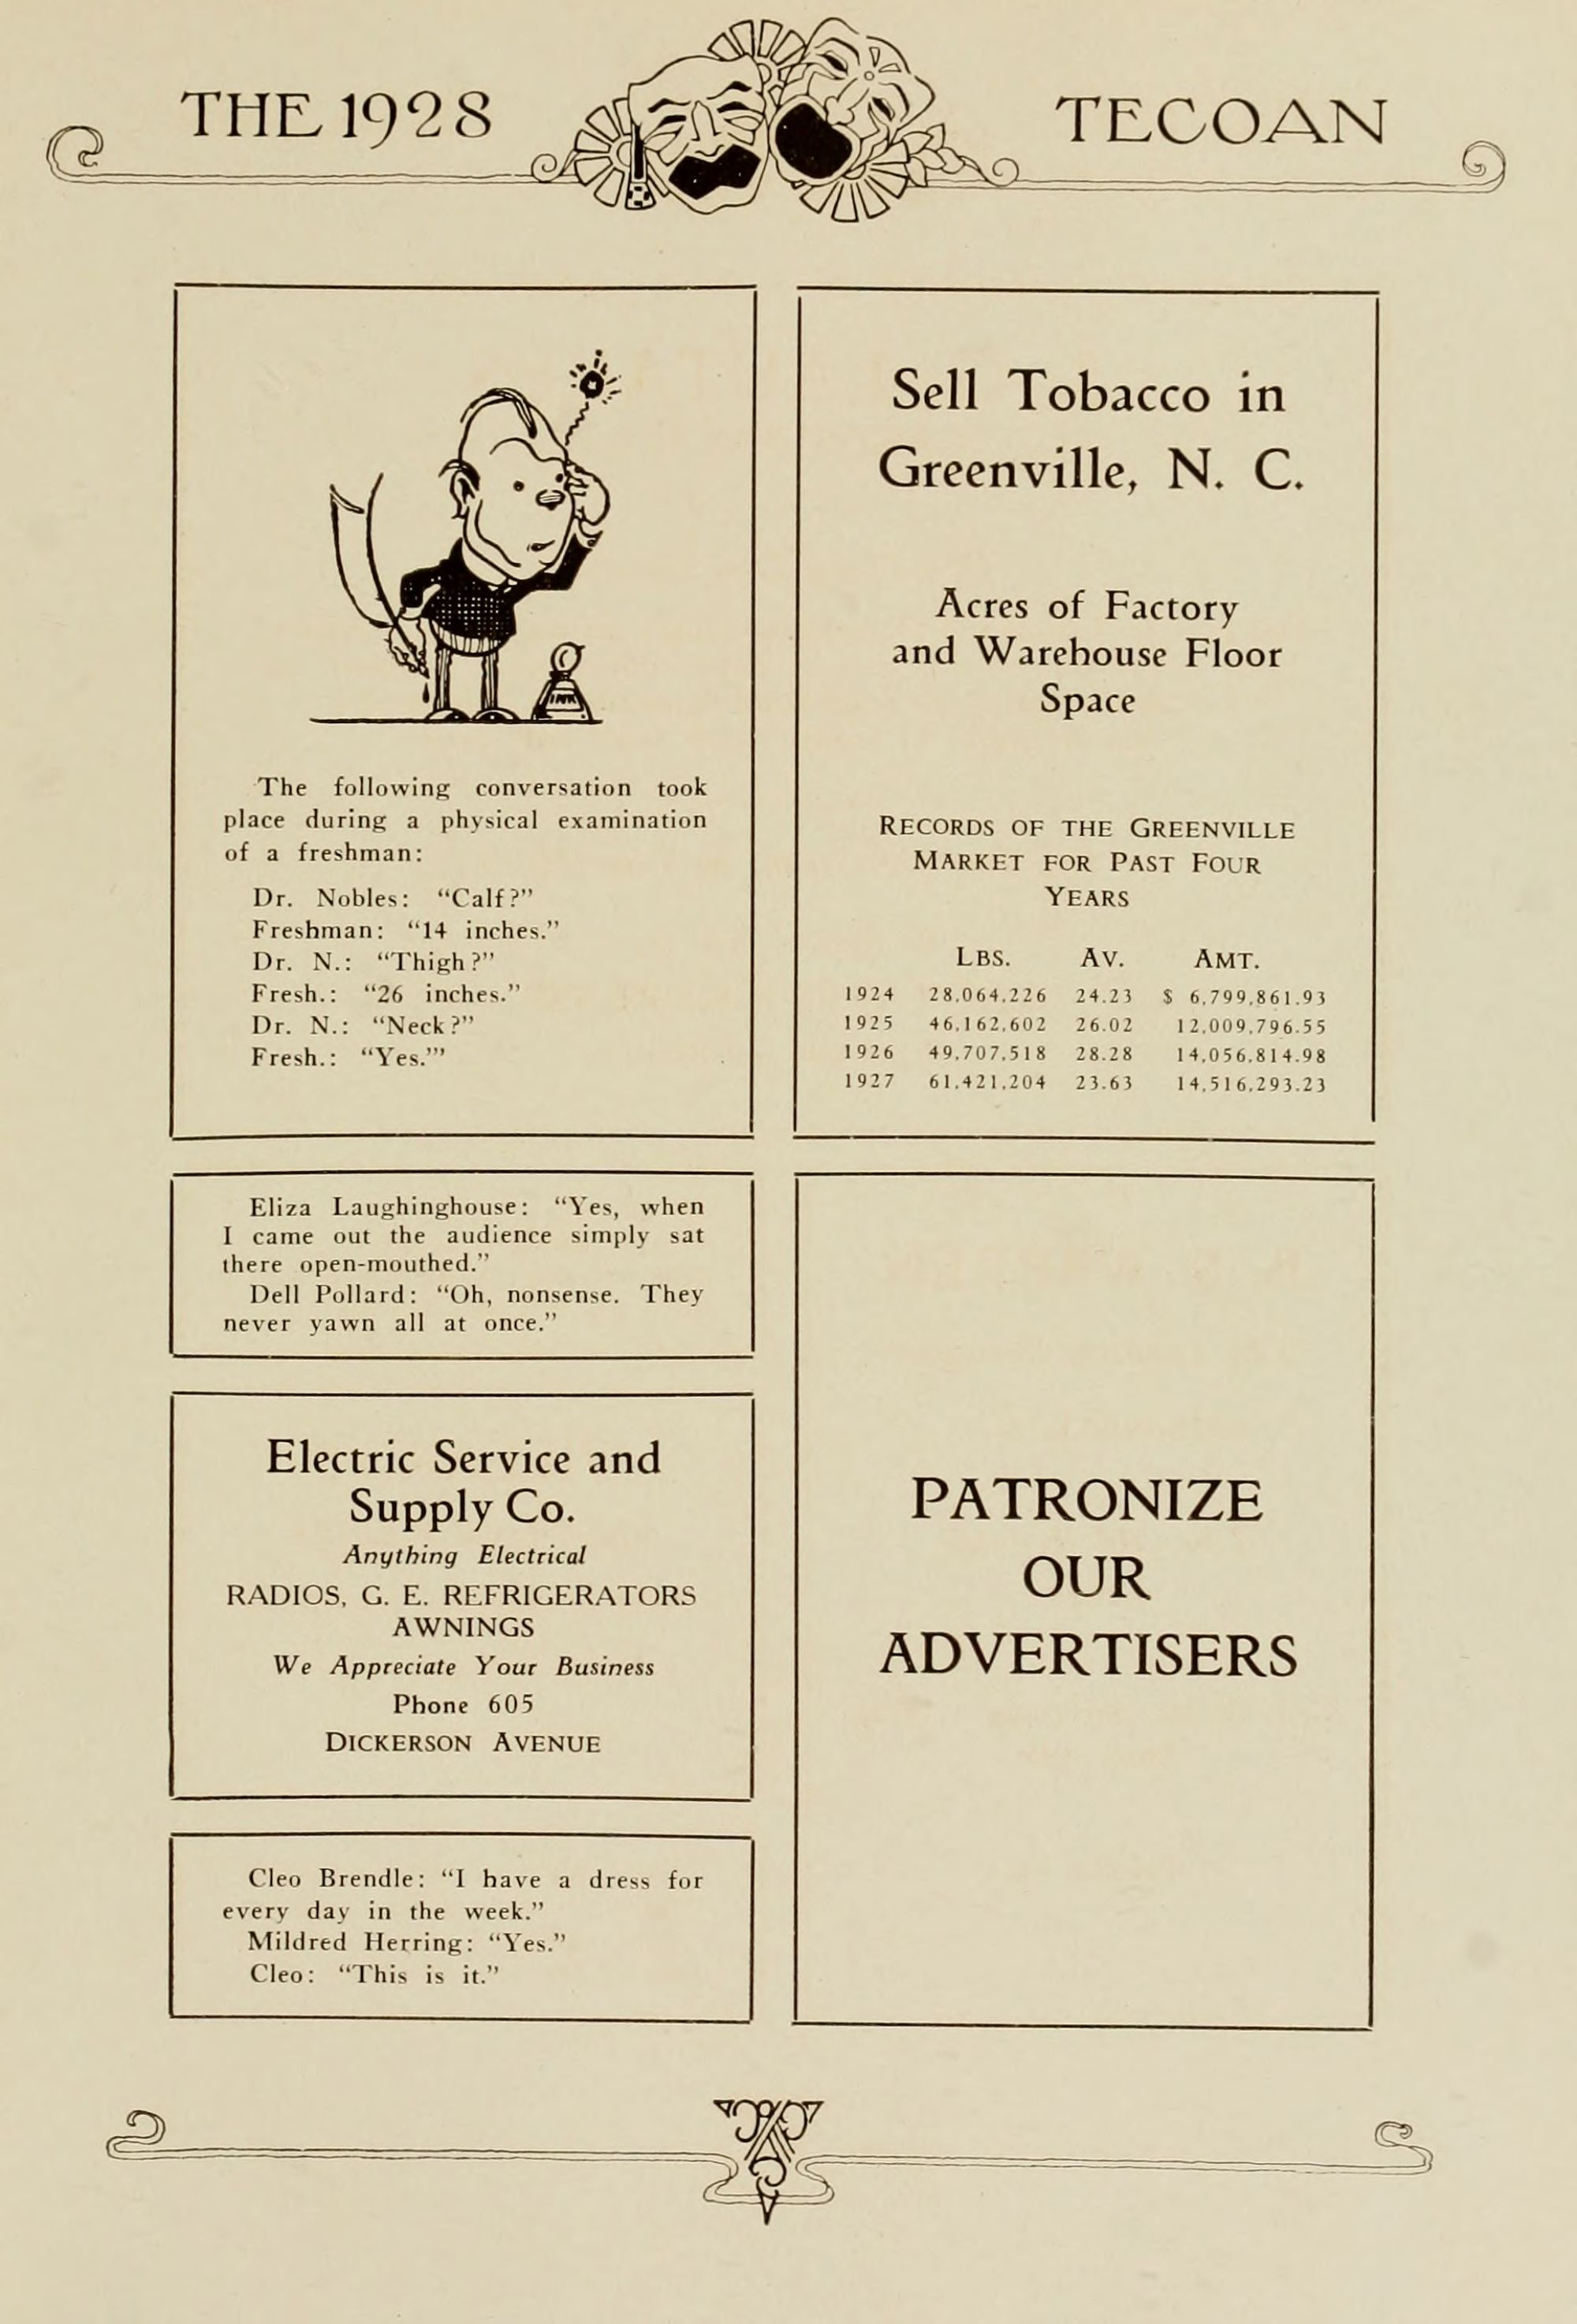 THE 1928 TECOAN
The following conversation took
place during a physical examination
of a freshman:
Dr. Nobles: “Calf?”
Freshman: “14 inches.”
Dr. N.: “Thigh?”
Fresh.: “26 inches.”
Dr. N.: “Neck?”
Fresh.: “Yes.”’
INK
Eliza Laughinghouse: “Yes, when
I came out the audience simply sat
there open-mouthed.”
Dell Pollard: “Oh, nonsense. They
never yawn all at once.”
Electric Service and
Supply Co.
Anything Electrical
RADIOS, G. E. REFRIGERATORS
AWNINGS
We Appreciate Your Business
Phone 605
DICKERSON AVENUE
Cleo Brendle: “I have a dress for
every day in the week.”
Mildred Herring: “Yes.”
Cleo: “This is it.”
Sell Tobacco in
Greenville, N. C.
Acres of Factory
and Warehouse Floor
Space
RECORDS OF THE GREENVILLE
MARKET FOR PAST FOUR
YEARS
LBS. AV. AMT.
1924 28,064,226 24.23 $ 6,799,861.93
1925 46,162,602 26.02 12,009,796.55
1926 49,707,518 28.28 14,056,814.98
1927 61,421,204 23.63 14,516,293.23
PATRONIZE
OUR
ADVERTISERS